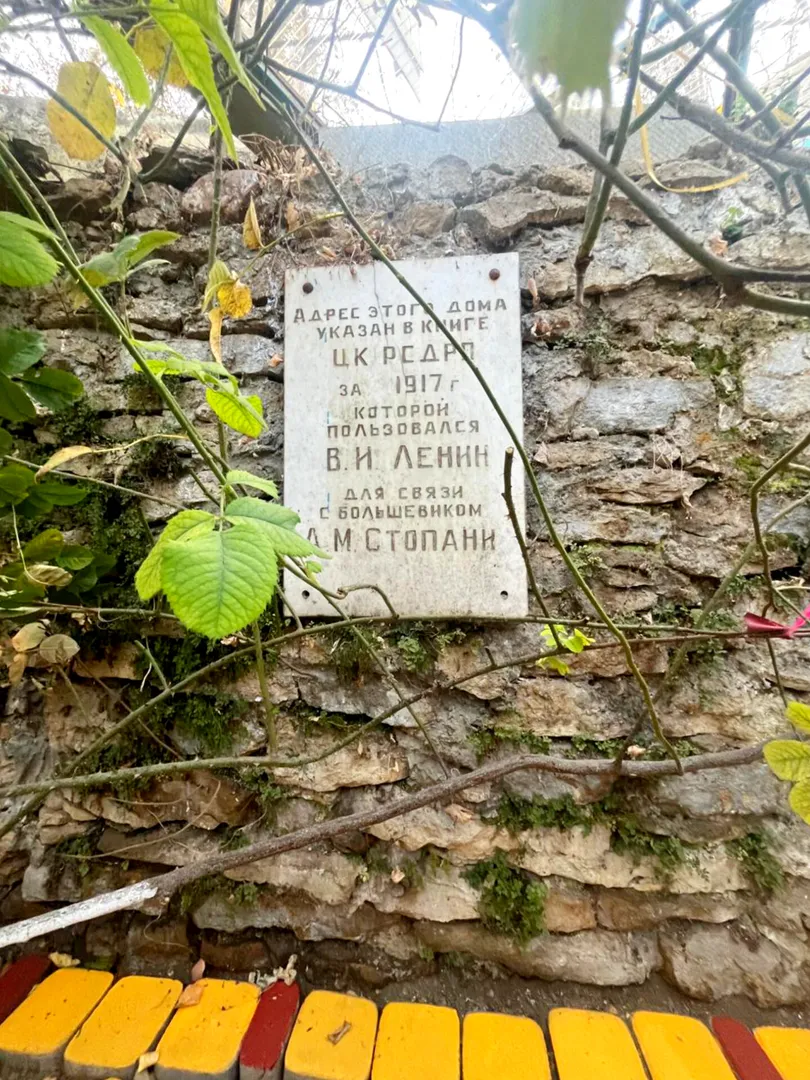 Адрес этого дома
указан в книге
ЦК РСДРП
за 1917 г
которой
пользовался
В. И. Ленин
для связи
с большевиком
А. М. Стопани